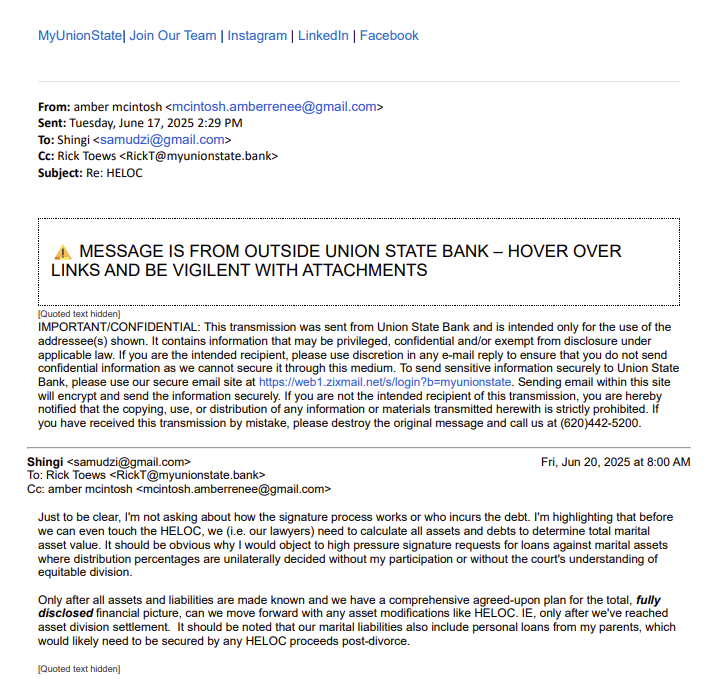 MyUnionState| Join Our Team | Instagram | LinkedIn | Facebook
From: amber mcintosh <mcintosh.amberrenee@gmail.com>
Sent: Tuesday, June 17, 2025 2:29 PM
To: Shingi <samudzi@gmail.com>
Cc: Rick Toews <RickT@myunionstate.bank>
Subject: Re: HELOC
⚠ MESSAGE IS FROM OUTSIDE UNION STATE BANK – HOVER OVER
LINKS AND BE VIGILENT WITH ATTACHMENTS
[Quoted text hidden]
IMPORTANT/CONFIDENTIAL: This transmission was sent from Union State Bank and is intended only for the use of the
addressee(s) shown. It contains information that may be privileged, confidential and/or exempt from disclosure under
applicable law. If you are the intended recipient, please use discretion in any e-mail reply to ensure that you do not send
confidential information as we cannot secure it through this medium. To send sensitive information securely to Union State
Bank, please use our secure email site at https://web1.zixmail.net/s/login?b=myunionstate. Sending email within this site
will encrypt and send the information securely. If you are not the intended recipient of this transmission, you are hereby
notified that the copying, use, or distribution of any information or materials transmitted herewith is strictly prohibited. If
you have received this transmission by mistake, please destroy the original message and call us at (620)442-5200.
Shingi <samudzi@gmail.com> Fri, Jun 20, 2025 at 8:00 AM
To: Rick Toews <RickT@myunionstate.bank>
Cc: amber mcintosh <mcintosh.amberrenee@gmail.com>
Just to be clear, I'm not asking about how the signature process works or who incurs the debt. I'm highlighting that before
we can even touch the HELOC, we (i.e. our lawyers) need to calculate all assets and debts to determine total marital
asset value. It should be obvious why I would object to high pressure signature requests for loans against marital assets
where distribution percentages are unilaterally decided without my participation or without the court's understanding of
equitable division.
Only after all assets and liabilities are made known and we have a comprehensive agreed-upon plan for the total, fully
disclosed financial picture, can we move forward with any asset modifications like HELOC. IE, only after we've reached
asset division settlement. It should be noted that our marital liabilities also include personal loans from my parents, which
would likely need to be secured by any HELOC proceeds post-divorce.
[Quoted text hidden]